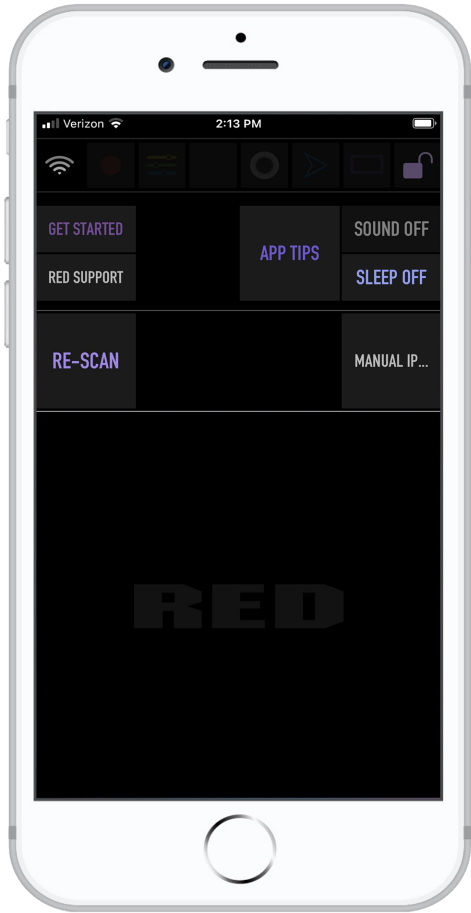 Verizon 2:13 PM
GET STARTED
RED SUPPORT
APP TIPS
SOUND OFF
SLEEP OFF
RE-SCAN
MANUAL IP...
RED